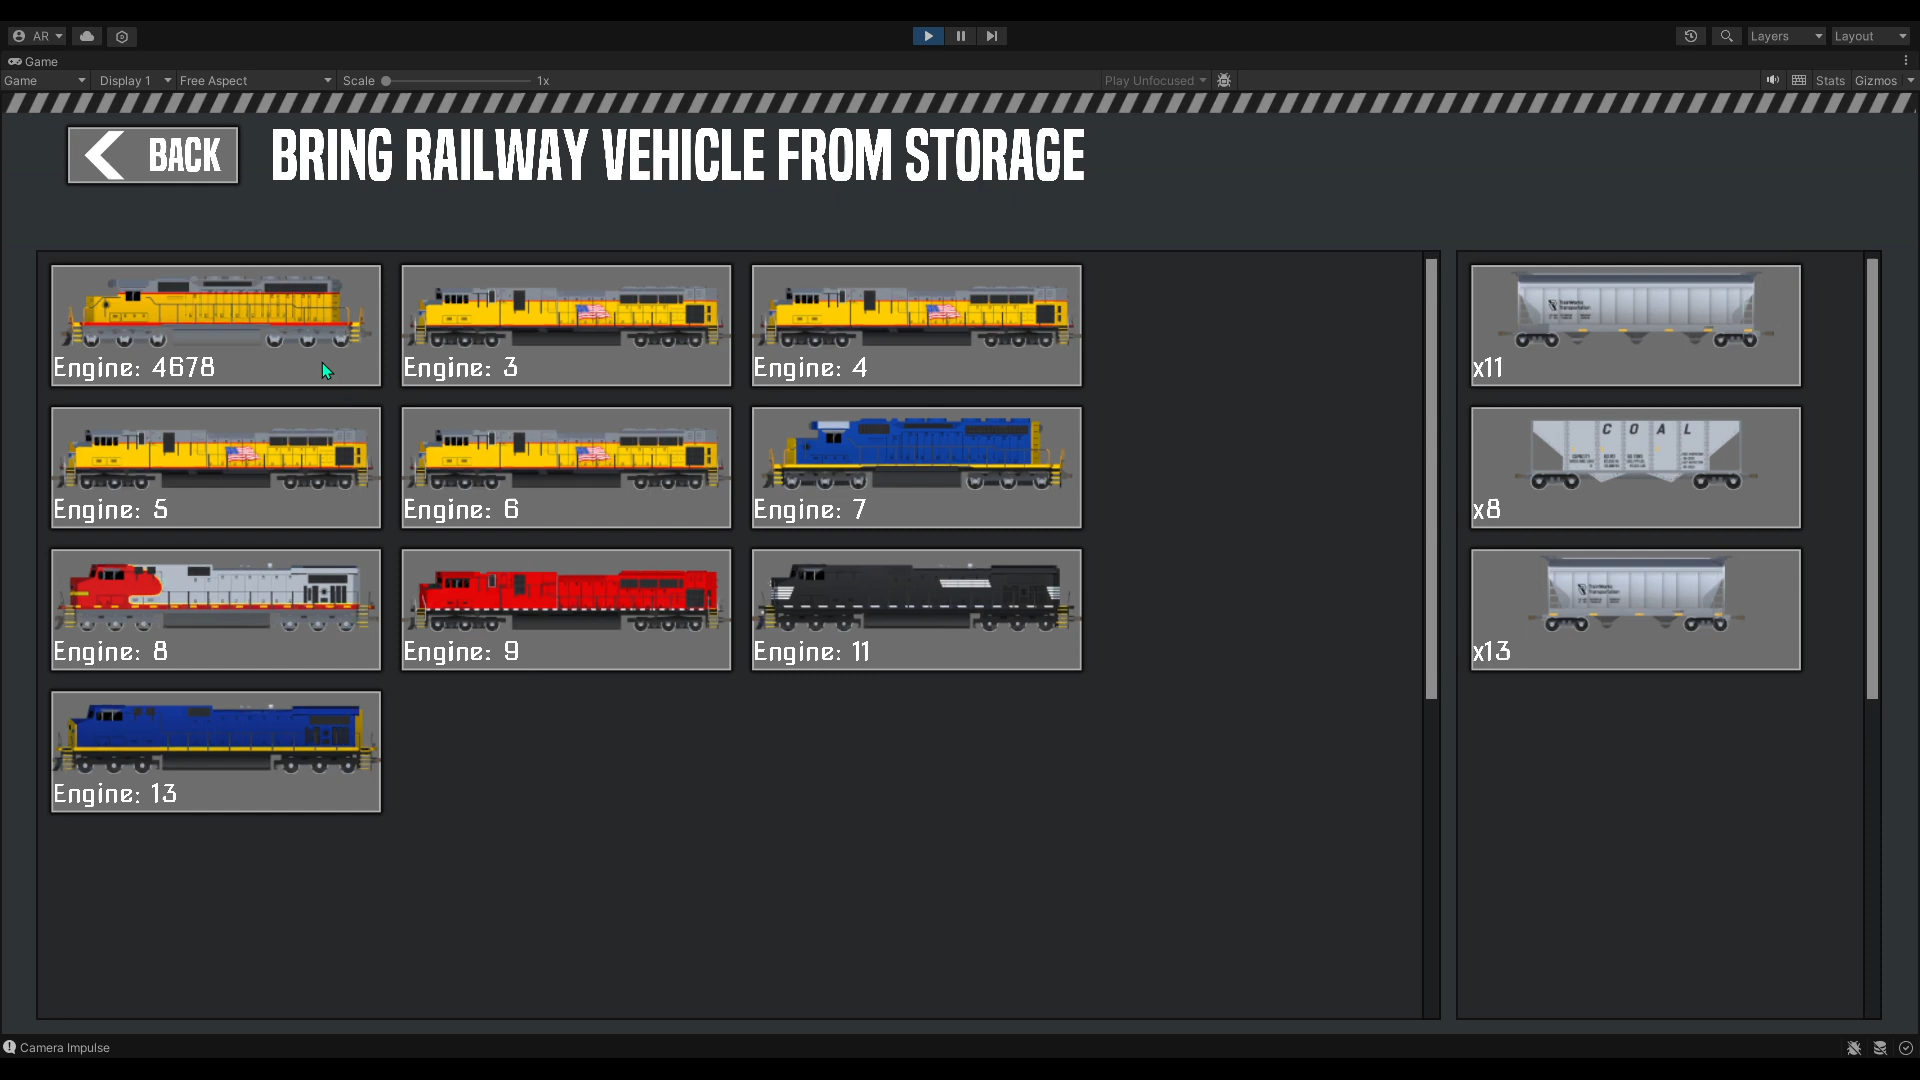 AR
Layers
Layout
Game
Game
Display 1
Free Aspect
Scale
1x
Play Unfocused
Stats
Gizmos
BACK
BRING RAILWAY VEHICLE FROM STORAGE
Engine: 4678
Engine: 3
Engine: 4
x11
Engine: 5
Engine: 6
Engine: 7
COAL
x8
Engine: 8
Engine: 9
Engine: 11
x13
Engine: 13
Camera Impulse